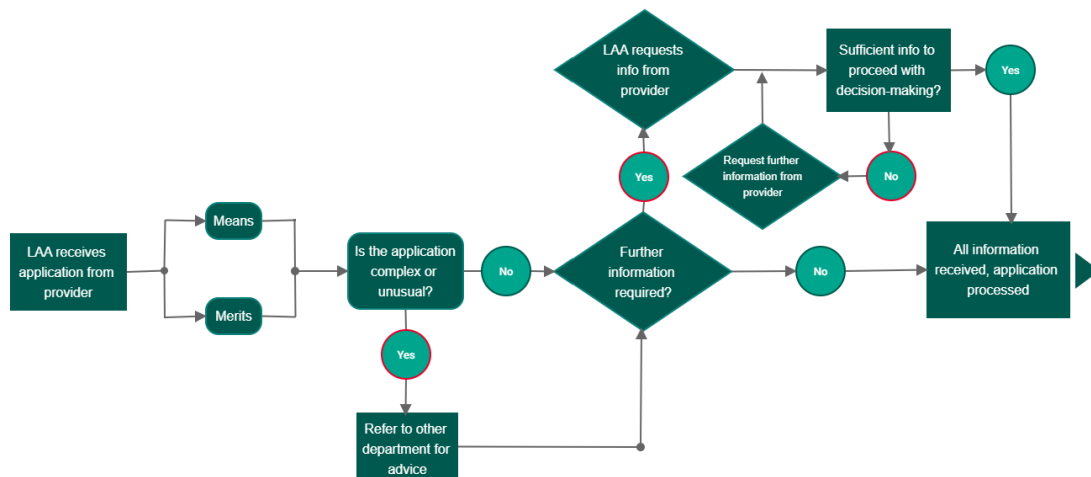 LAA receives
application from
provider
Means
Merits
Is the application
complex or
unusual?
No
Yes
Refer to other
department for
advice
Further
information
required?
Yes
LAA requests
info from
provider
Sufficient info to
proceed with
decision-making?
Yes
No
Request further
information from
provider
No
All information
received, application
processed